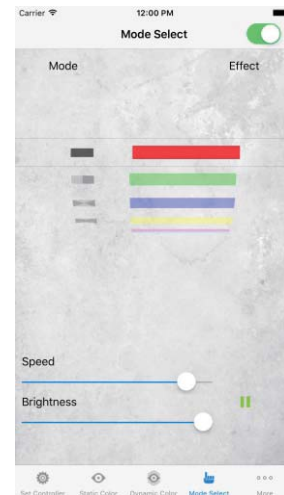 Carrier 12:00 PM
Mode Select
Mode Effect
Speed
Brightness
Set Controller Static Color Dynamic Color Mode Select More